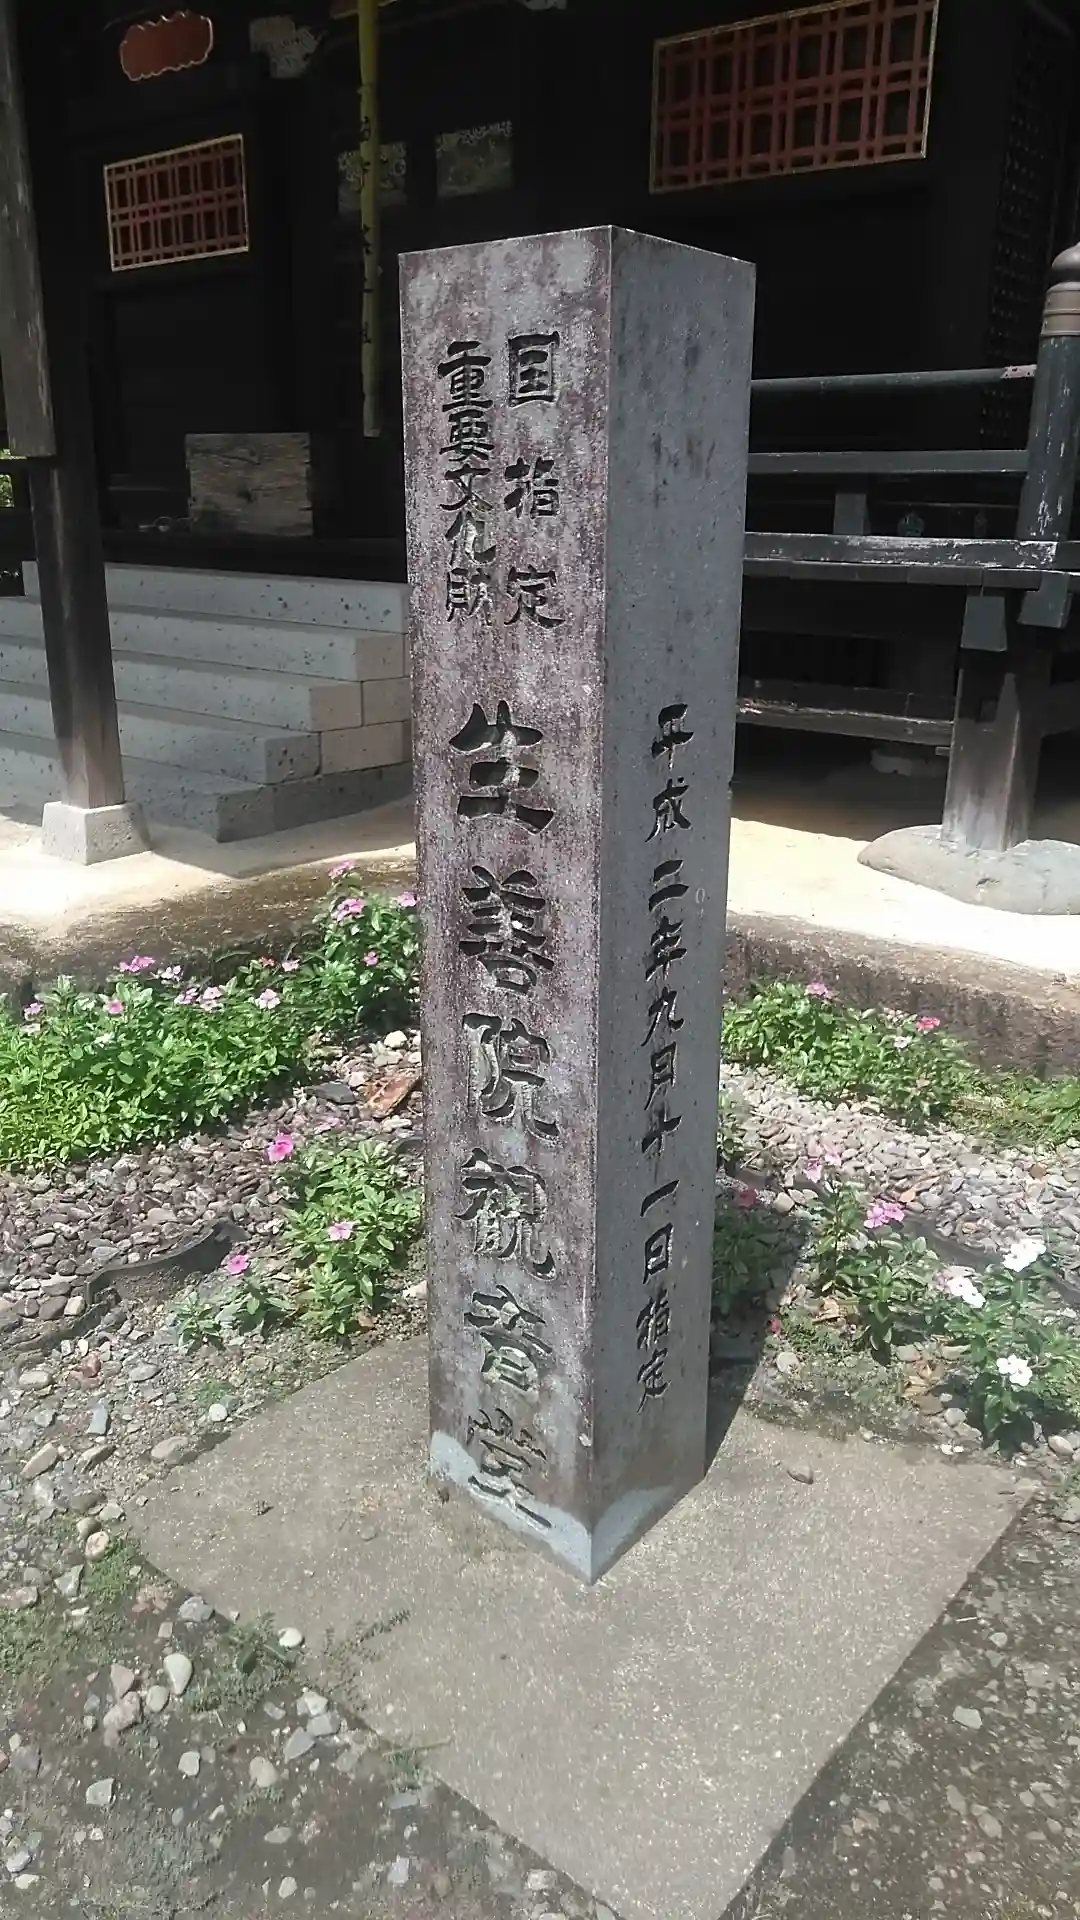 国指定
重要文化財
生善院観音堂
平成二年九月十一日指定